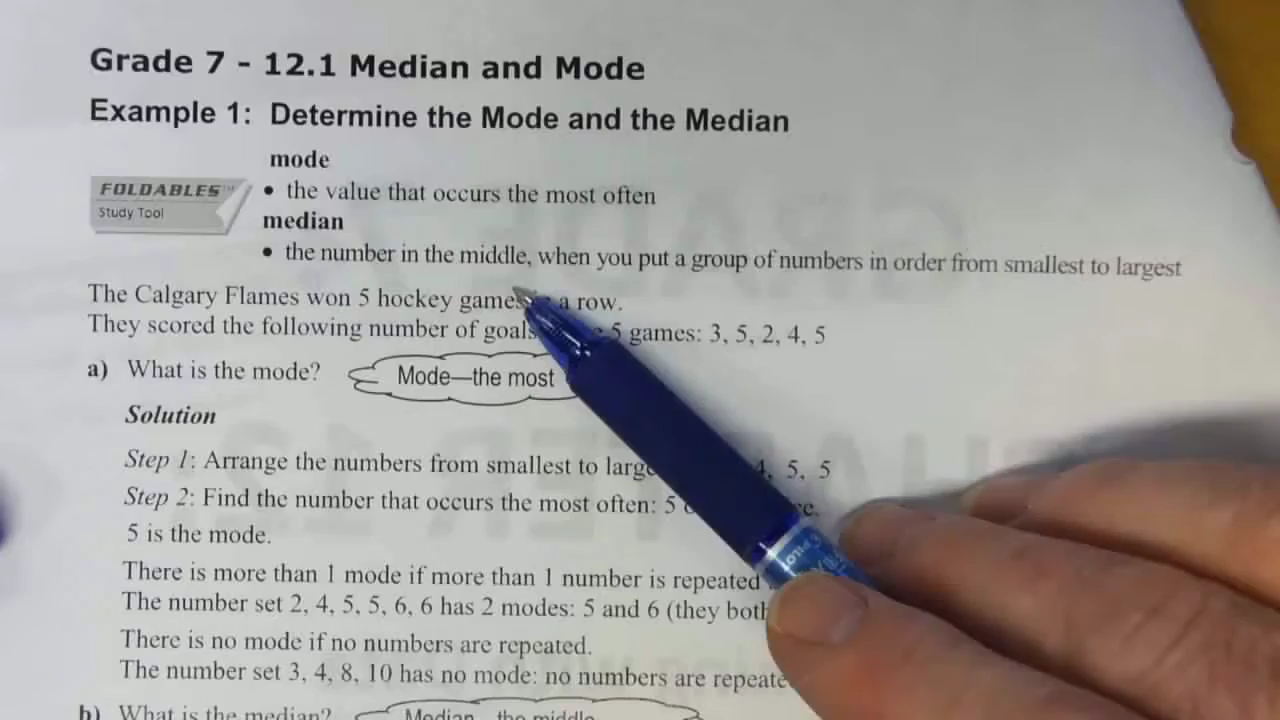 Grade 7 - 12.1 Median and Mode
Example 1: Determine the Mode and the Median
mode
FOLDABLES™
Study Tool
• the value that occurs the most often
median
• the number in the middle, when you put a group of numbers in order from smallest to largest
The Calgary Flames won 5 hockey games a row.
They scored the following number of goals 5 games: 3, 5, 2, 4, 5
a) What is the mode?
Mode—the most
Solution
Step 1: Arrange the numbers from smallest to 4, 5, 5
Step 2: Find the number that occurs the most often: 5
5 is the mode.
There is more than 1 mode if more than 1 number is repeated
The number set 2, 4, 5, 5, 6, 6 has 2 modes: 5 and 6 (they both
There is no mode if no numbers are repeated.
The number set 3, 4, 8, 10 has no mode: no numbers are
b) What is the median?
Median—the middle
PILOT